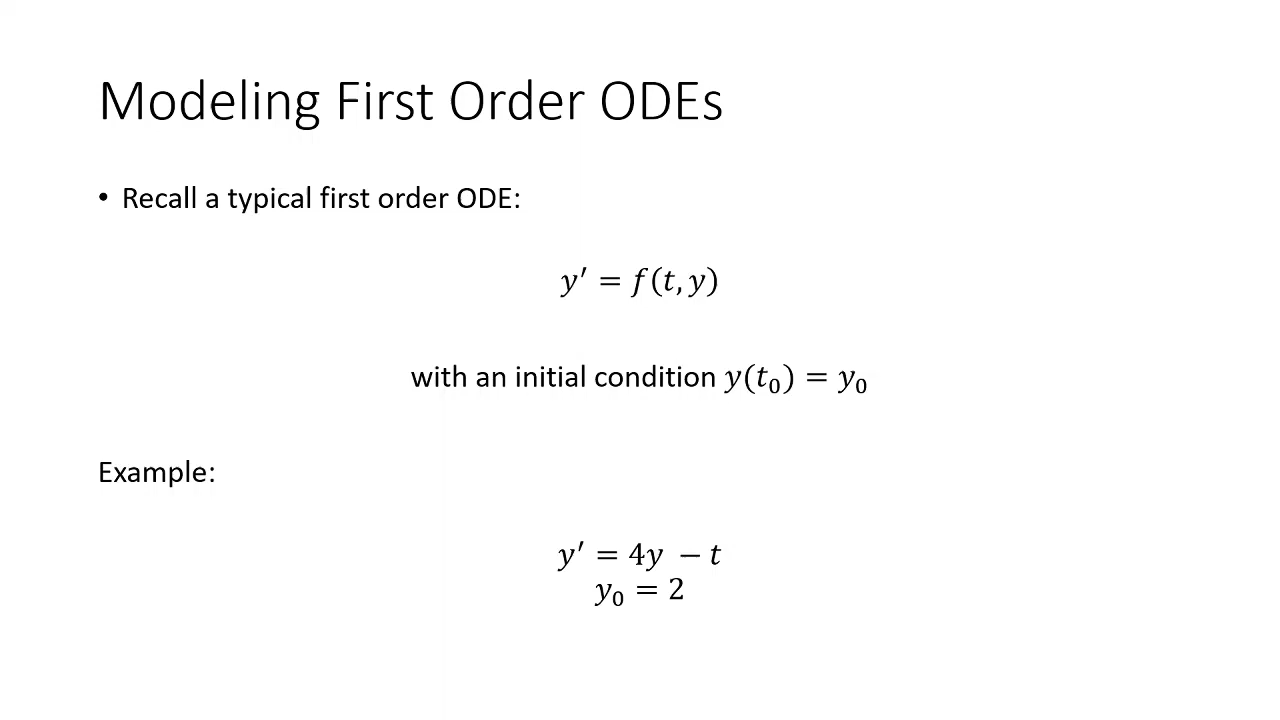 Modeling First Order ODEs
• Recall a typical first order ODE:
𝑦′ = 𝑓(𝑡, 𝑦)
with an initial condition 𝑦(𝑡₀) = 𝑦₀
Example:
𝑦′ = 4𝑦 − 𝑡
𝑦₀ = 2